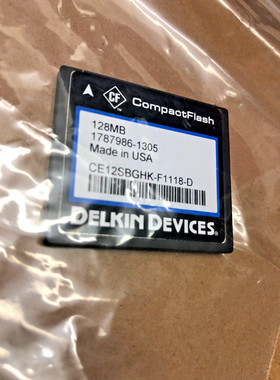 CF CompactFlash
128MB
1787986-1305
Made in USA
CE12SBGHK-F1118-D
DELKIN DEVICES®